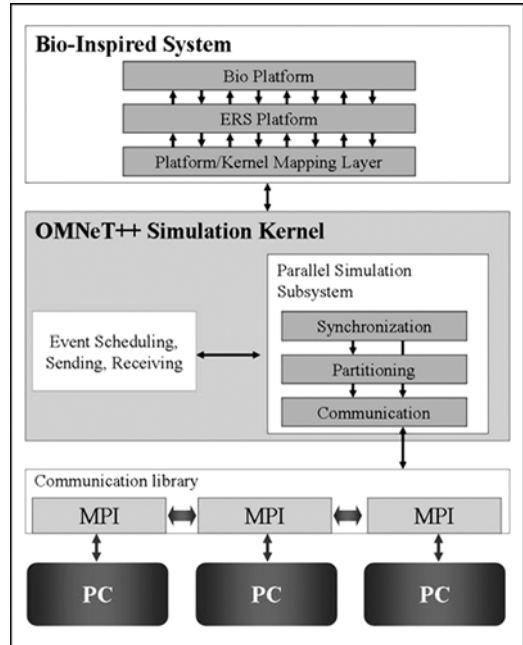 Bio-Inspired System
Bio Platform
ERS Platform
Platform/Kernel Mapping Layer
OMNeT++ Simulation Kernel
Parallel Simulation
Subsystem
Event Scheduling,
Sending, Receiving
Synchronization
Partitioning
Communication
Communication library
MPI
MPI
MPI
PC
PC
PC